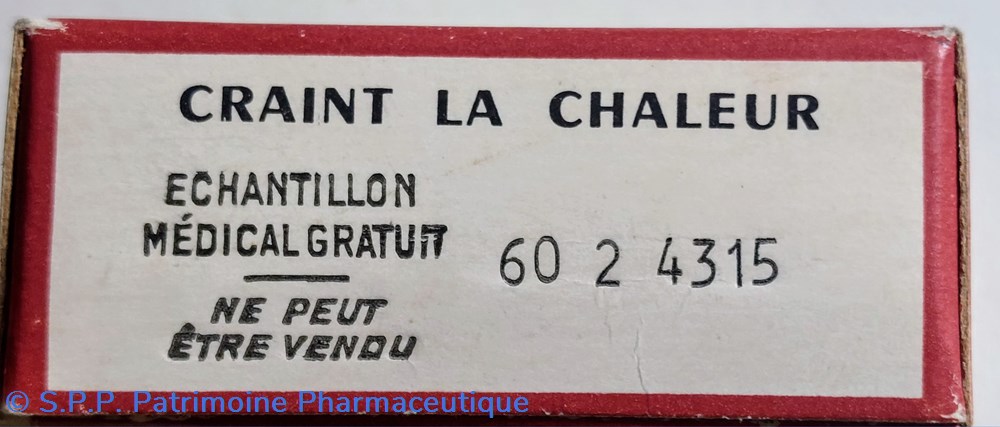 CRAINT LA CHALEUR
ECHANTILLON
MÉDICAL GRATUIT
60 2 4315
NE PEUT
ÊTRE VENDU
© S.P.P. Patrimoine Pharmaceutique